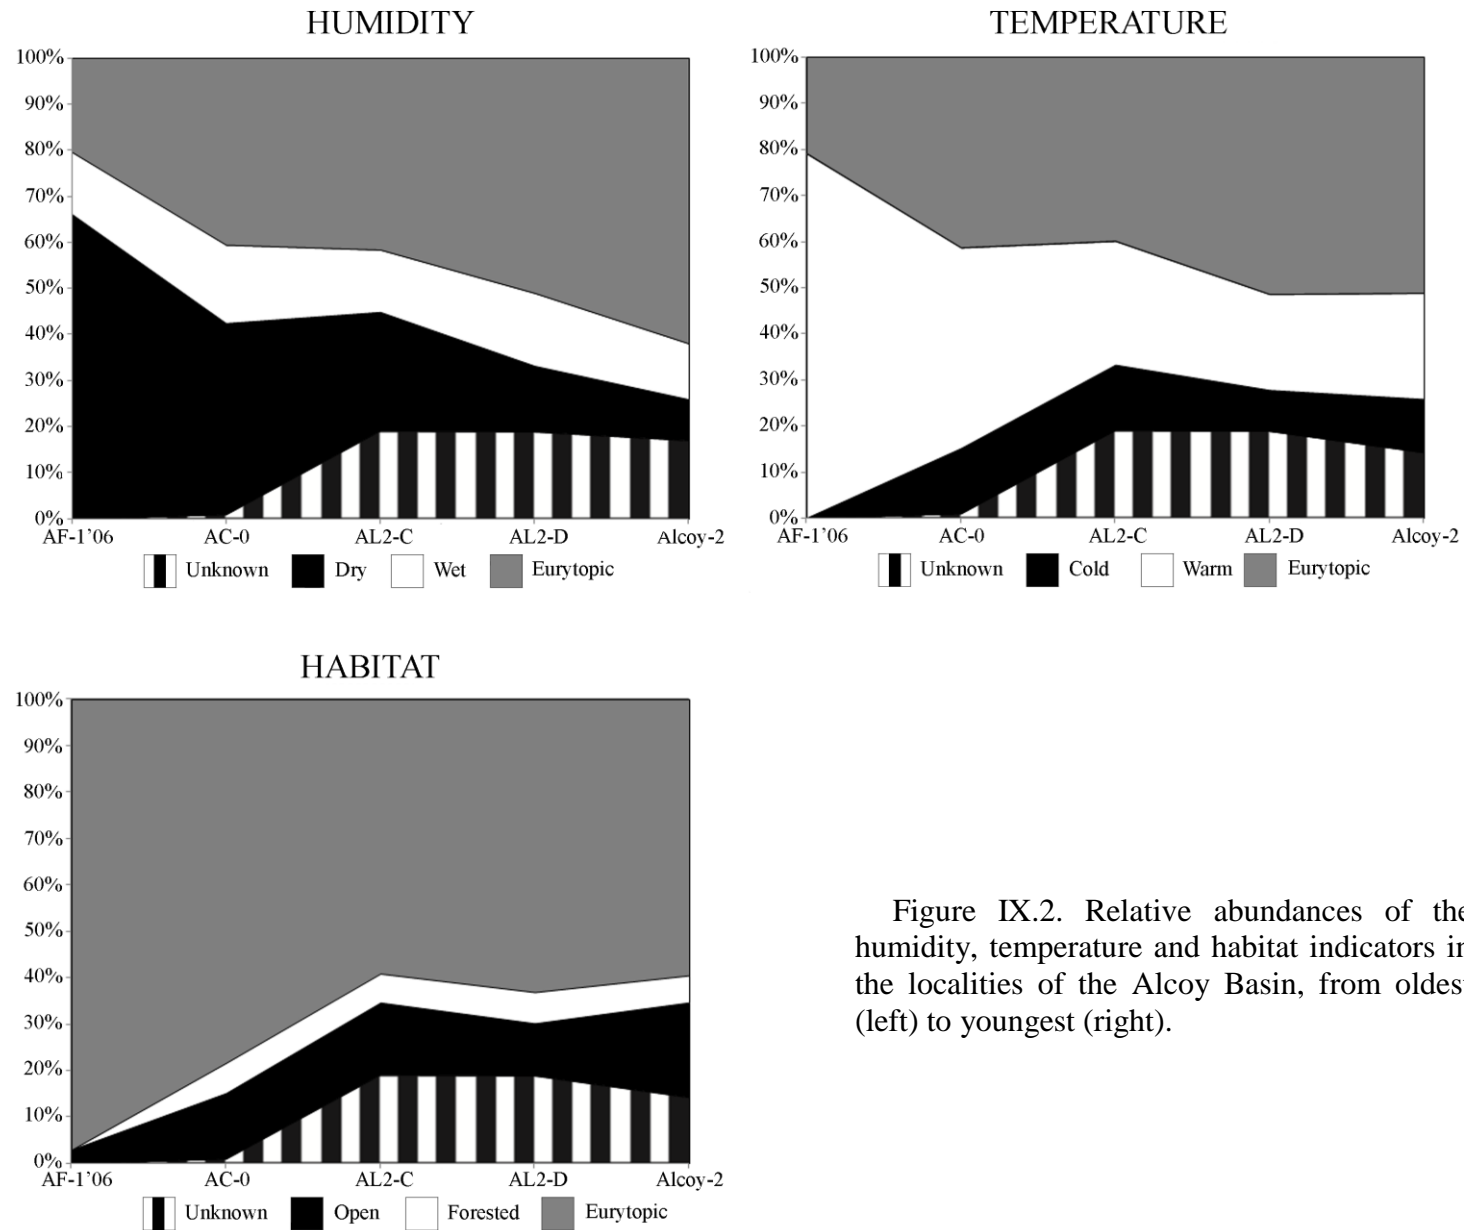 HUMIDITY
100%
90%
80%
70%
60%
50%
40%
30%
20%
10%
0%
AF-1’06 AC-0 AL2-C AL2-D Alcoy-2
Unknown Dry Wet Eurytopic
TEMPERATURE
100%
90%
80%
70%
60%
50%
40%
30%
20%
10%
0%
AF-1’06 AC-0 AL2-C AL2-D Alcoy-2
Unknown Cold Warm Eurytopic
HABITAT
100%
90%
80%
70%
60%
50%
40%
30%
20%
10%
0%
AF-1’06 AC-0 AL2-C AL2-D Alcoy-2
Unknown Open Forested Eurytopic
Figure IX.2. Relative abundances of the
humidity, temperature and habitat indicators in
the localities of the Alcoy Basin, from oldest
(left) to youngest (right).